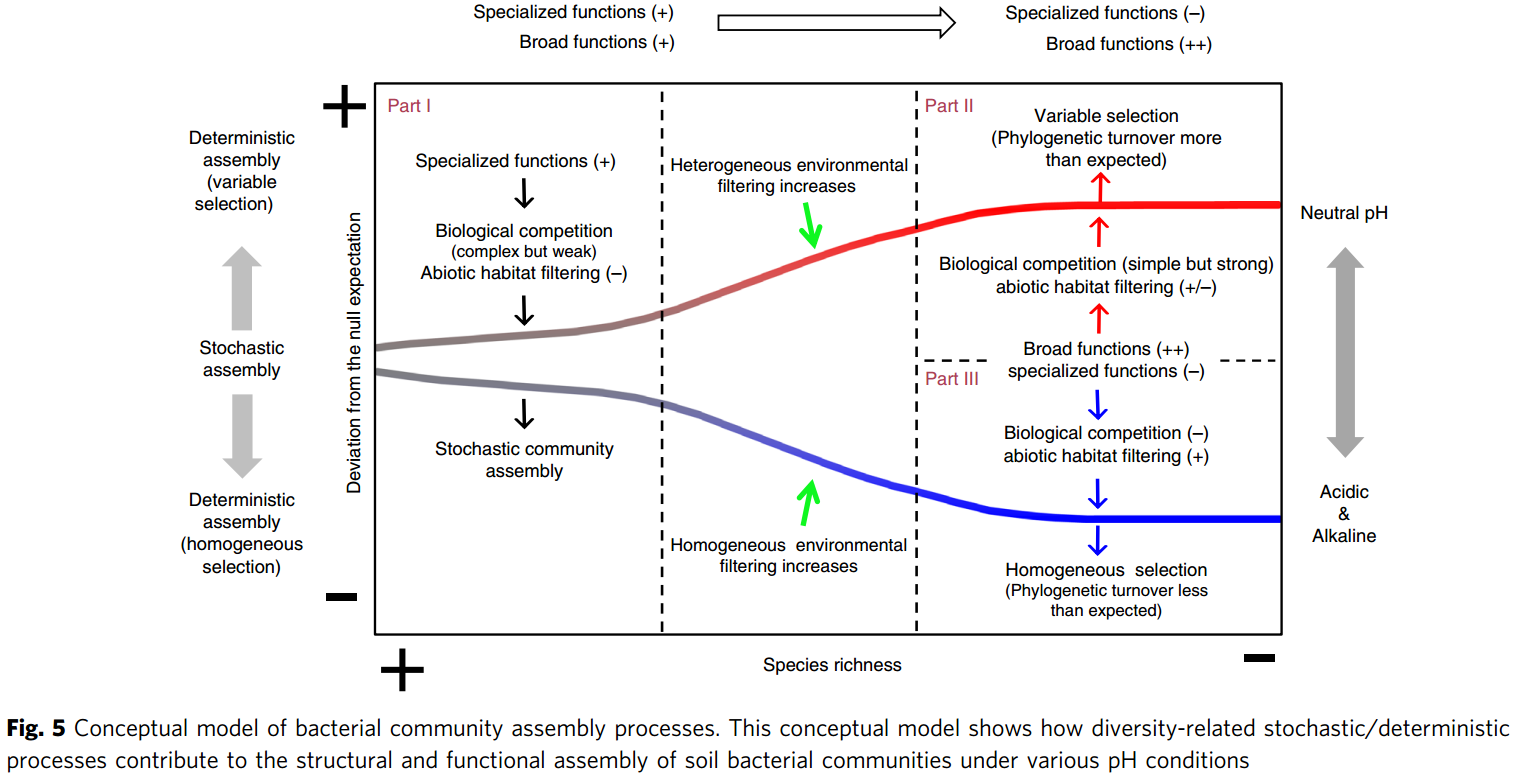 Specialized functions (+)
Broad functions (+)
Specialized functions (–)
Broad functions (++)
+
Deterministic
assembly
(variable
selection)
Stochastic
assembly
Deterministic
assembly
(homogeneous
selection)
–
Deviation from the null expectation
Part I
Specialized functions (+)
Biological competition
(complex but weak)
Abiotic habitat filtering (–)
Stochastic community
assembly
Heterogeneous environmental
filtering increases
Homogeneous environmental
filtering increases
Part II
Variable selection
(Phylogenetic turnover more
than expected)
Biological competition (simple but strong)
abiotic habitat filtering (+/–)
Broad functions (++)
specialized functions (–)
Part III
Biological competition (–)
abiotic habitat filtering (+)
Homogeneous selection
(Phylogenetic turnover less
than expected)
Neutral pH
Acidic
&
Alkaline
+
Species richness
–
Fig. 5 Conceptual model of bacterial community assembly processes. This conceptual model shows how diversity-related stochastic/deterministic
processes contribute to the structural and functional assembly of soil bacterial communities under various pH conditions